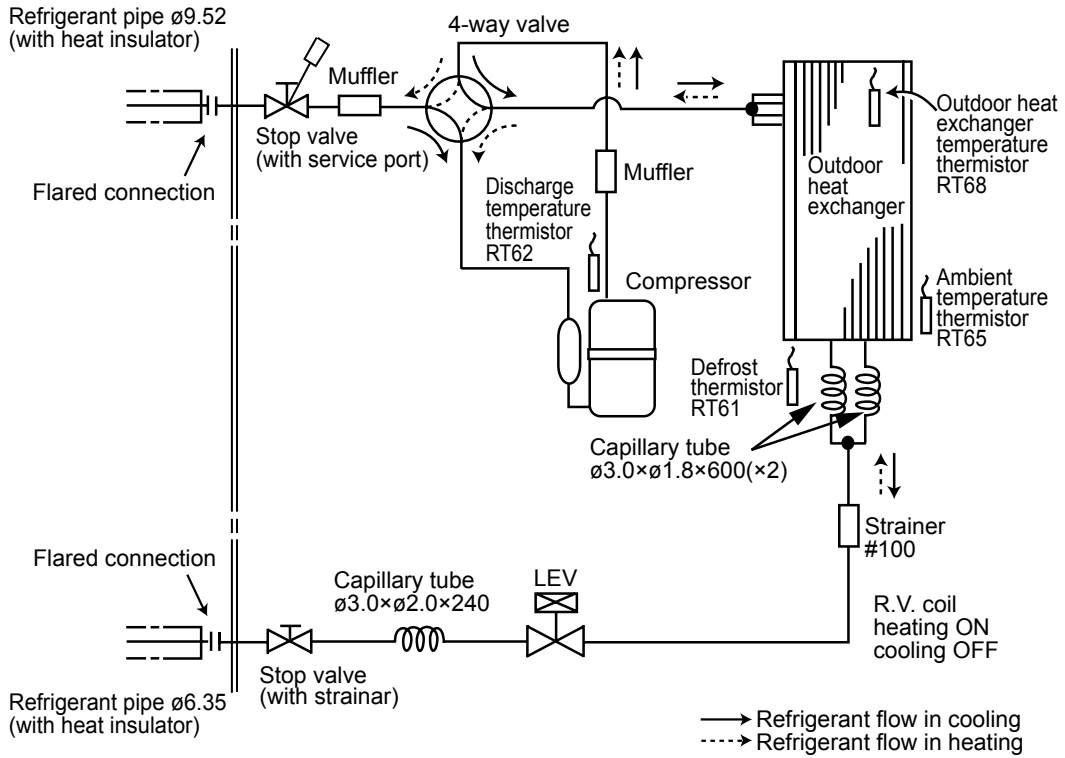 Refrigerant pipe ø9.52
(with heat insulator)
4-way valve
Muffler
Stop valve
(with service port)
Flared connection
Discharge
temperature
thermistor
RT62
Muffler
Compressor
Outdoor
heat
exchanger
Outdoor heat
exchanger
temperature
thermistor
RT68
Ambient
temperature
thermistor
RT65
Defrost
thermistor
RT61
Capillary tube
ø3.0×ø1.8×600(×2)
Strainer
#100
Flared connection
Capillary tube
ø3.0×ø2.0×240
LEV
R.V. coil
heating ON
cooling OFF
Stop valve
(with strainar)
Refrigerant pipe ø6.35
(with heat insulator)
Refrigerant flow in cooling
Refrigerant flow in heating